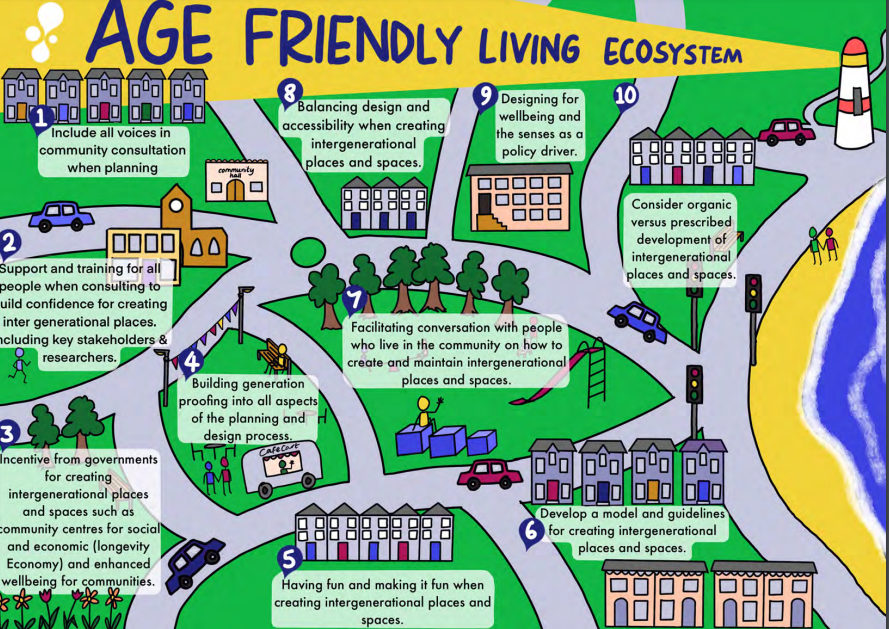 AGE FRIENDLY LIVING ECOSYSTEM
1
Include all voices in
community consultation
when planning
community
hall
2
Support and training for all
people when consulting to
uild confidence for creating
inter generational places.
ncluding key stakeholders &
researchers.
3
Incentive from governments
for creating
intergenerational places
and spaces such as
community centres for social
and economic (longevity
Economy) and enhanced
wellbeing for communities.
4
Building generation
proofing into all aspects
of the planning and
design process.
Cafe Cart
5
Having fun and making it fun when
creating intergenerational places and
spaces.
6
Develop a model and guidelines
for creating intergenerational
places and spaces.
7
Facilitating conversation with people
who live in the community on how to
create and maintain intergenerational
places and spaces.
8
Balancing design and
accessibility when creating
intergenerational
places and spaces.
9
Designing for
wellbeing and
the senses as a
policy driver.
10
Consider organic
versus prescribed
development of
intergenerational
places and spaces.